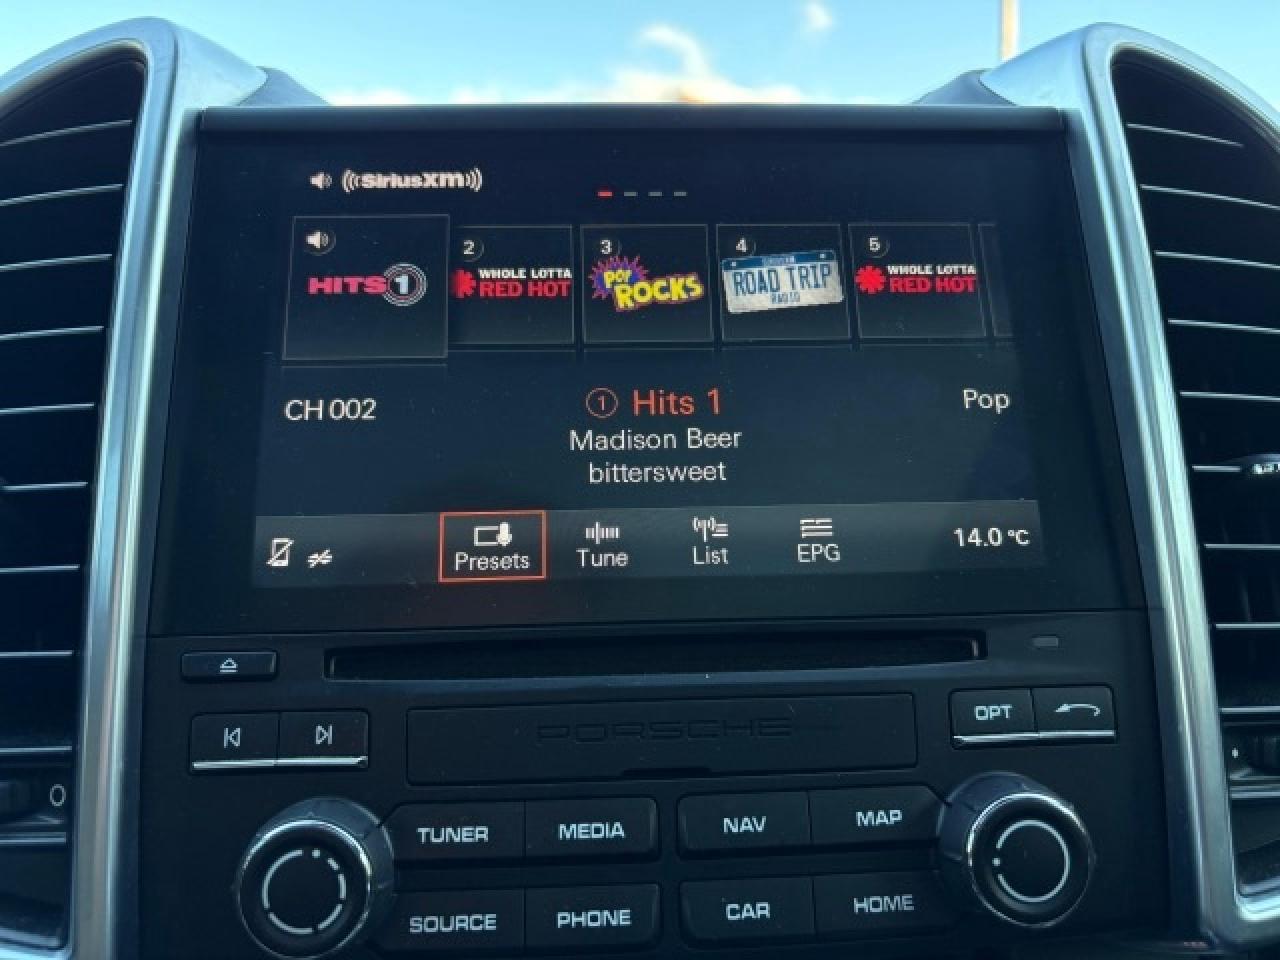 ((SiriusXM))
HITS 1
2
WHOLE LOTTA
RED HOT
3
POP
ROCKS
4
ROAD TRIP
RADIO
5
WHOLE LOTTA
RED HOT
CH 002
1 Hits 1
Pop
Madison Beer
bittersweet
Presets
Tune
List
EPG
14.0 °C
PORSCHE
OPT
TUNER
MEDIA
NAV
MAP
SOURCE
PHONE
CAR
HOME
0